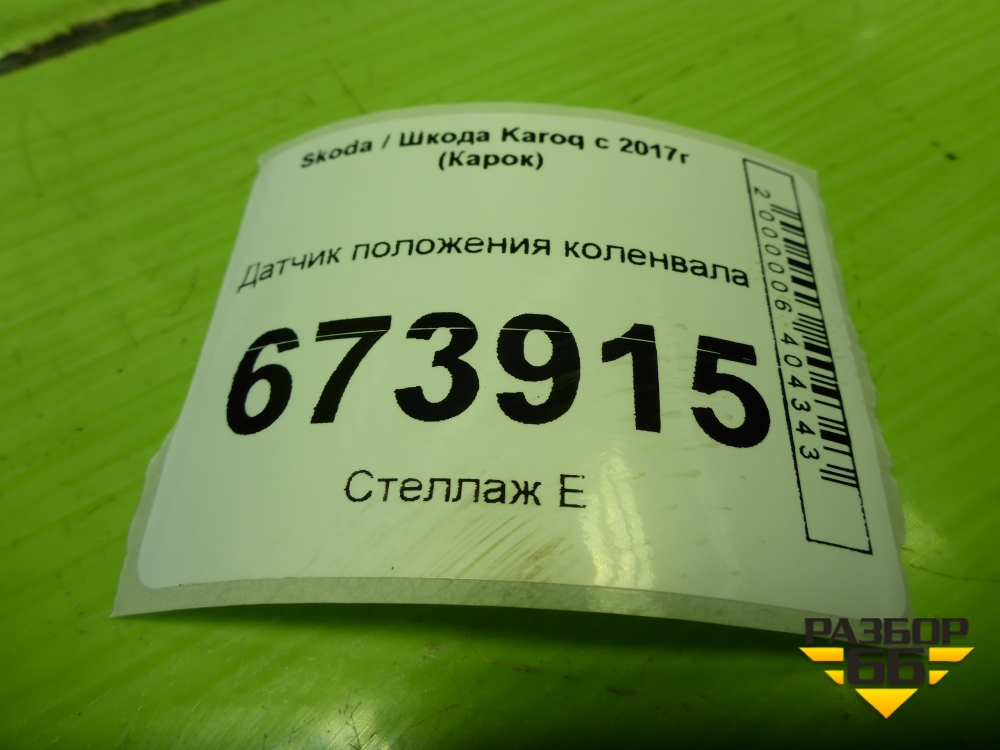 Skoda / Шкода Karoq с 2017г
(Карок)
Датчик положения коленвала
673915
Стеллаж Е
2000006404343
РАЗБОР
66